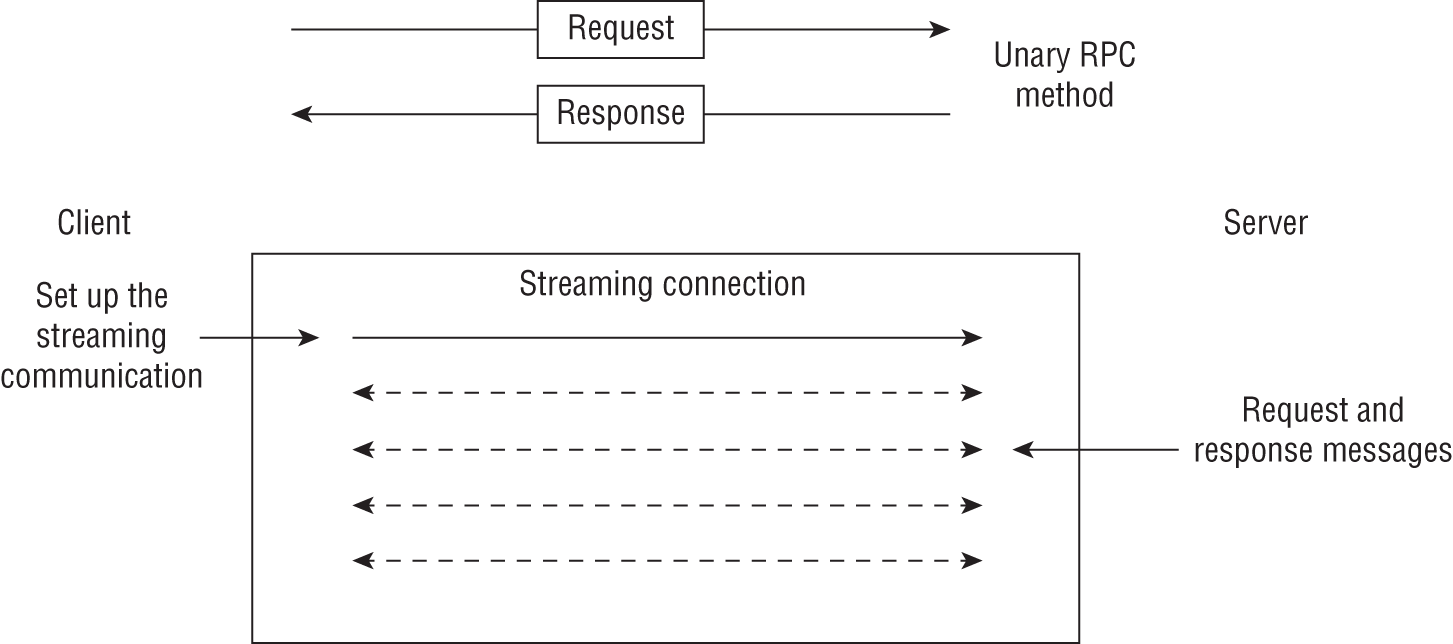 Request
Unary RPC
method
Response
Client
Server
Streaming connection
Set up the
streaming
communication
Request and
response messages